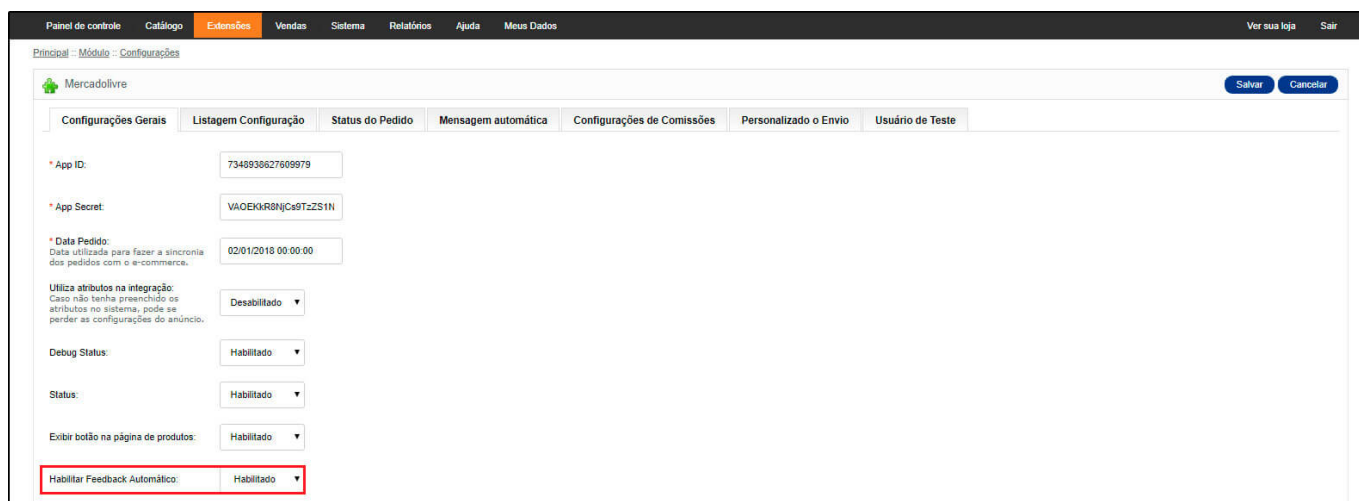 Painel de controle Catálogo Extensões Vendas Sistema Relatórios Ajuda Meus Dados Ver sua loja Sair
Principal :: Módulo :: Configurações
Mercadolivre Salvar Cancelar
Configurações Gerais Listagem Configuração Status do Pedido Mensagem automática Configurações de Comissões Personalizado o Envio Usuário de Teste
* App ID: 7348938627609979
* App Secret: VAOEKkR8NjCs9TzZS1N
* Data Pedido:
Data utilizada para fazer a sincronia
dos pedidos com o e-commerce.
02/01/2018 00:00:00
Utiliza atributos na integração:
Caso não tenha preenchido os
atributos no sistema, pode se
perder as configurações do anúncio.
Desabilitado
Debug Status: Habilitado
Status: Habilitado
Exibir botão na página de produtos: Habilitado
Habilitar Feedback Automático: Habilitado